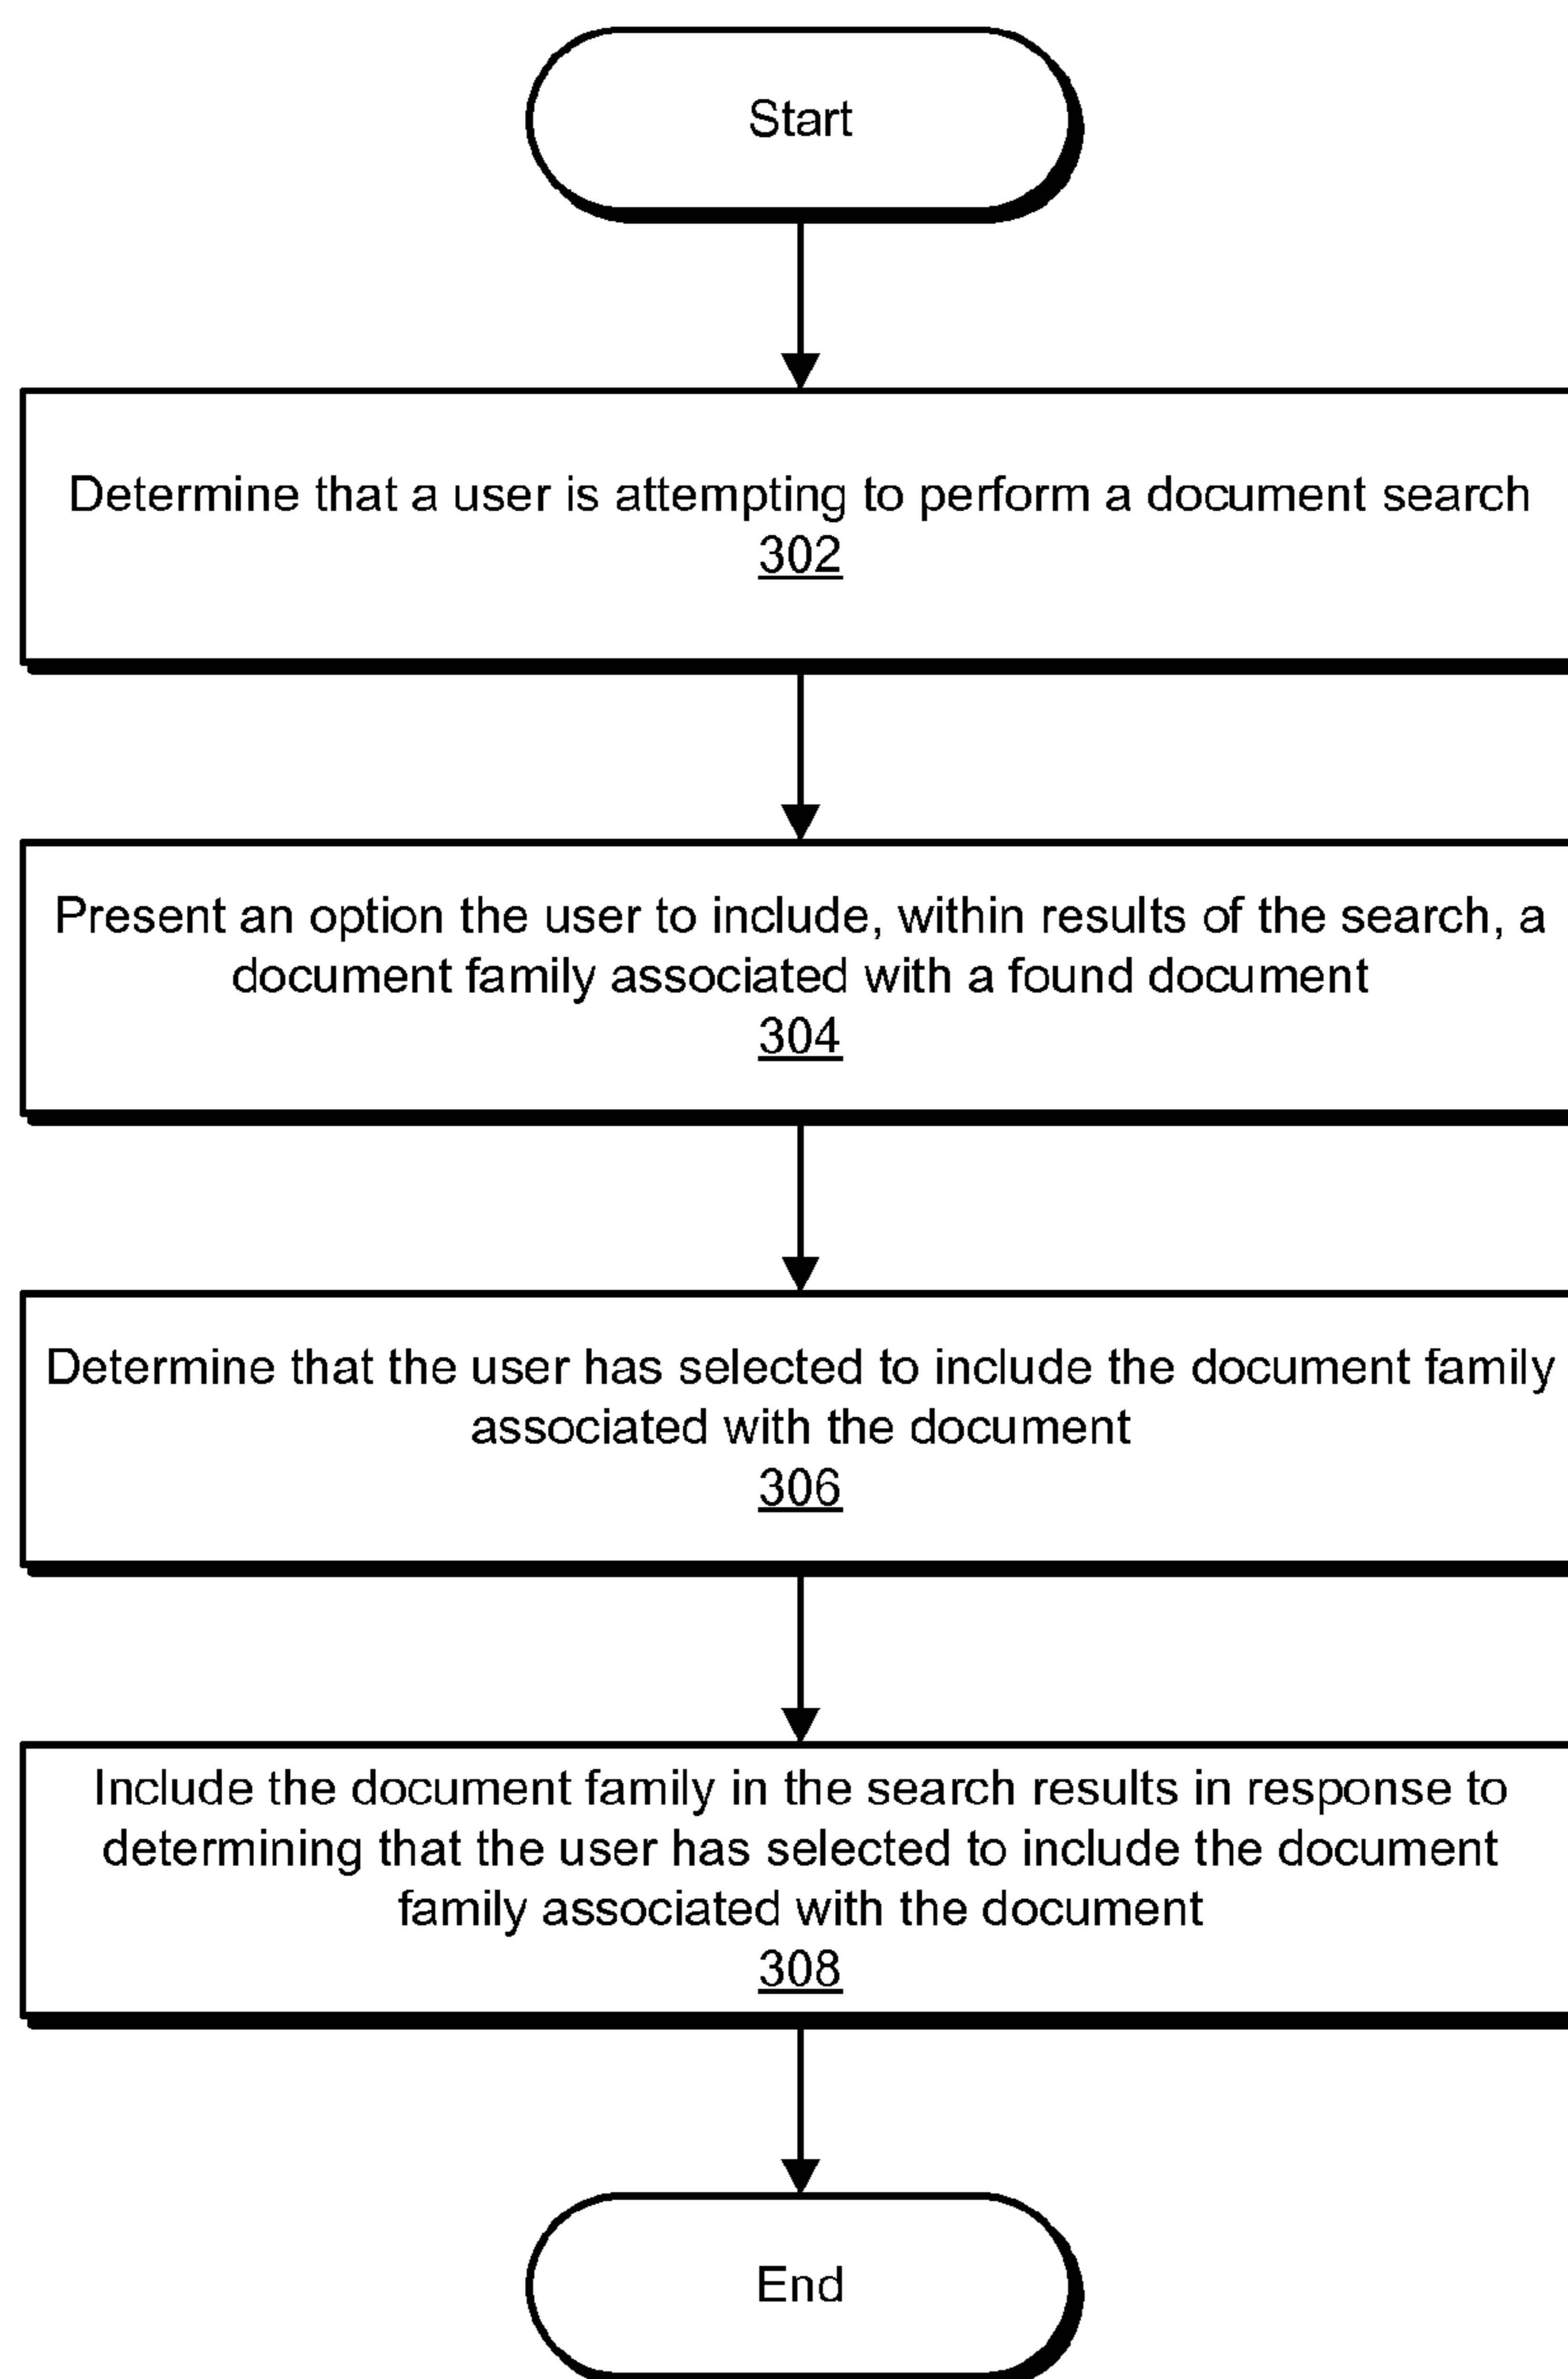 Start
Determine that a user is attempting to perform a document search
302
Present an option the user to include, within results of the search, a
document family associated with a found document
304
Determine that the user has selected to include the document family
associated with the document
306
Include the document family in the search results in response to
determining that the user has selected to include the document
family associated with the document
308
End